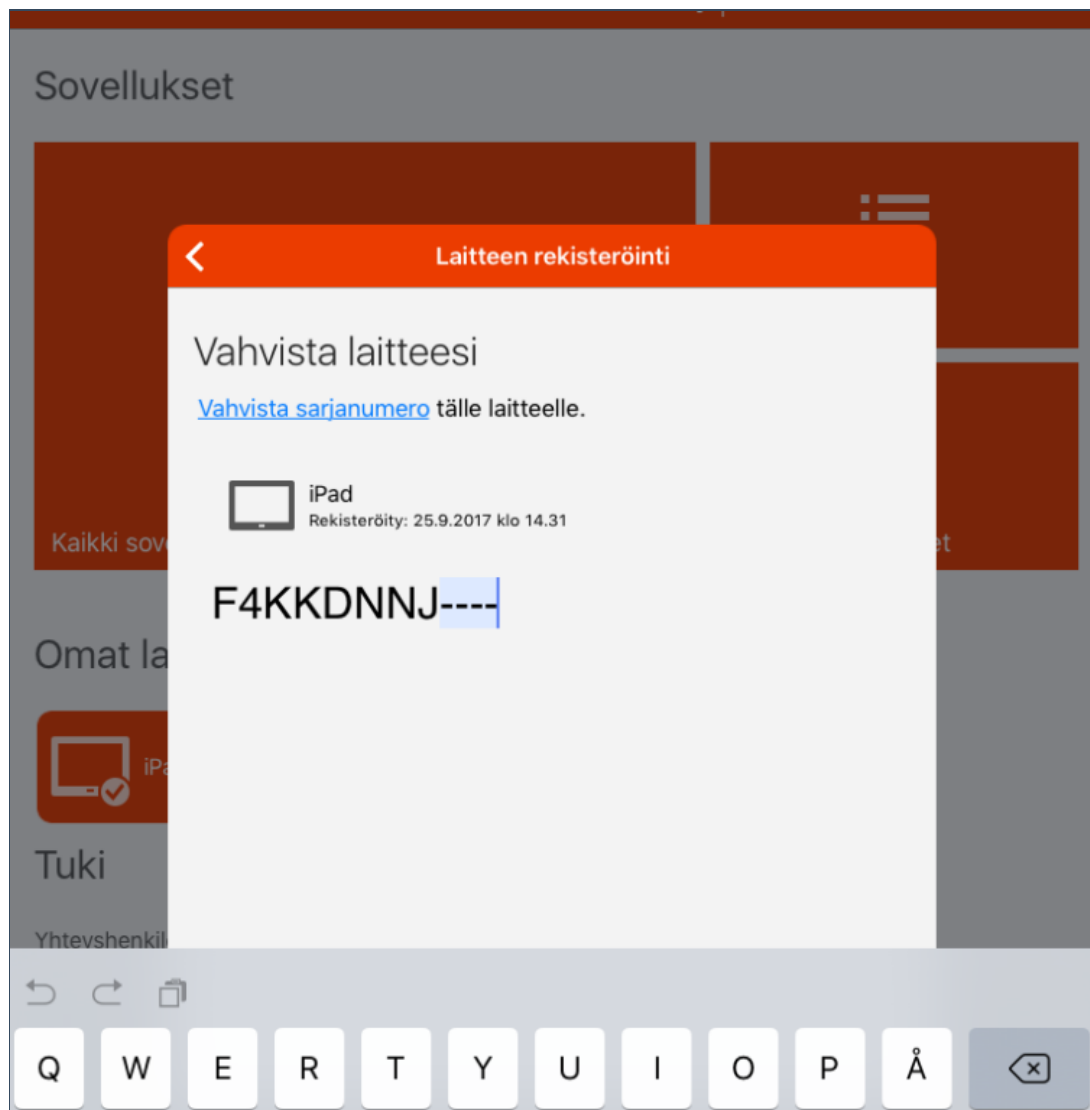 Sovellukset
Laitteen rekisteröinti
Vahvista laitteesi
Vahvista sarjanumero tälle laitteelle.
iPad
Rekisteröity: 25.9.2017 klo 14.31
Kaikki
F4KKDNNJ----
Omat
Tuki
Q W E R T Y U I O P Å